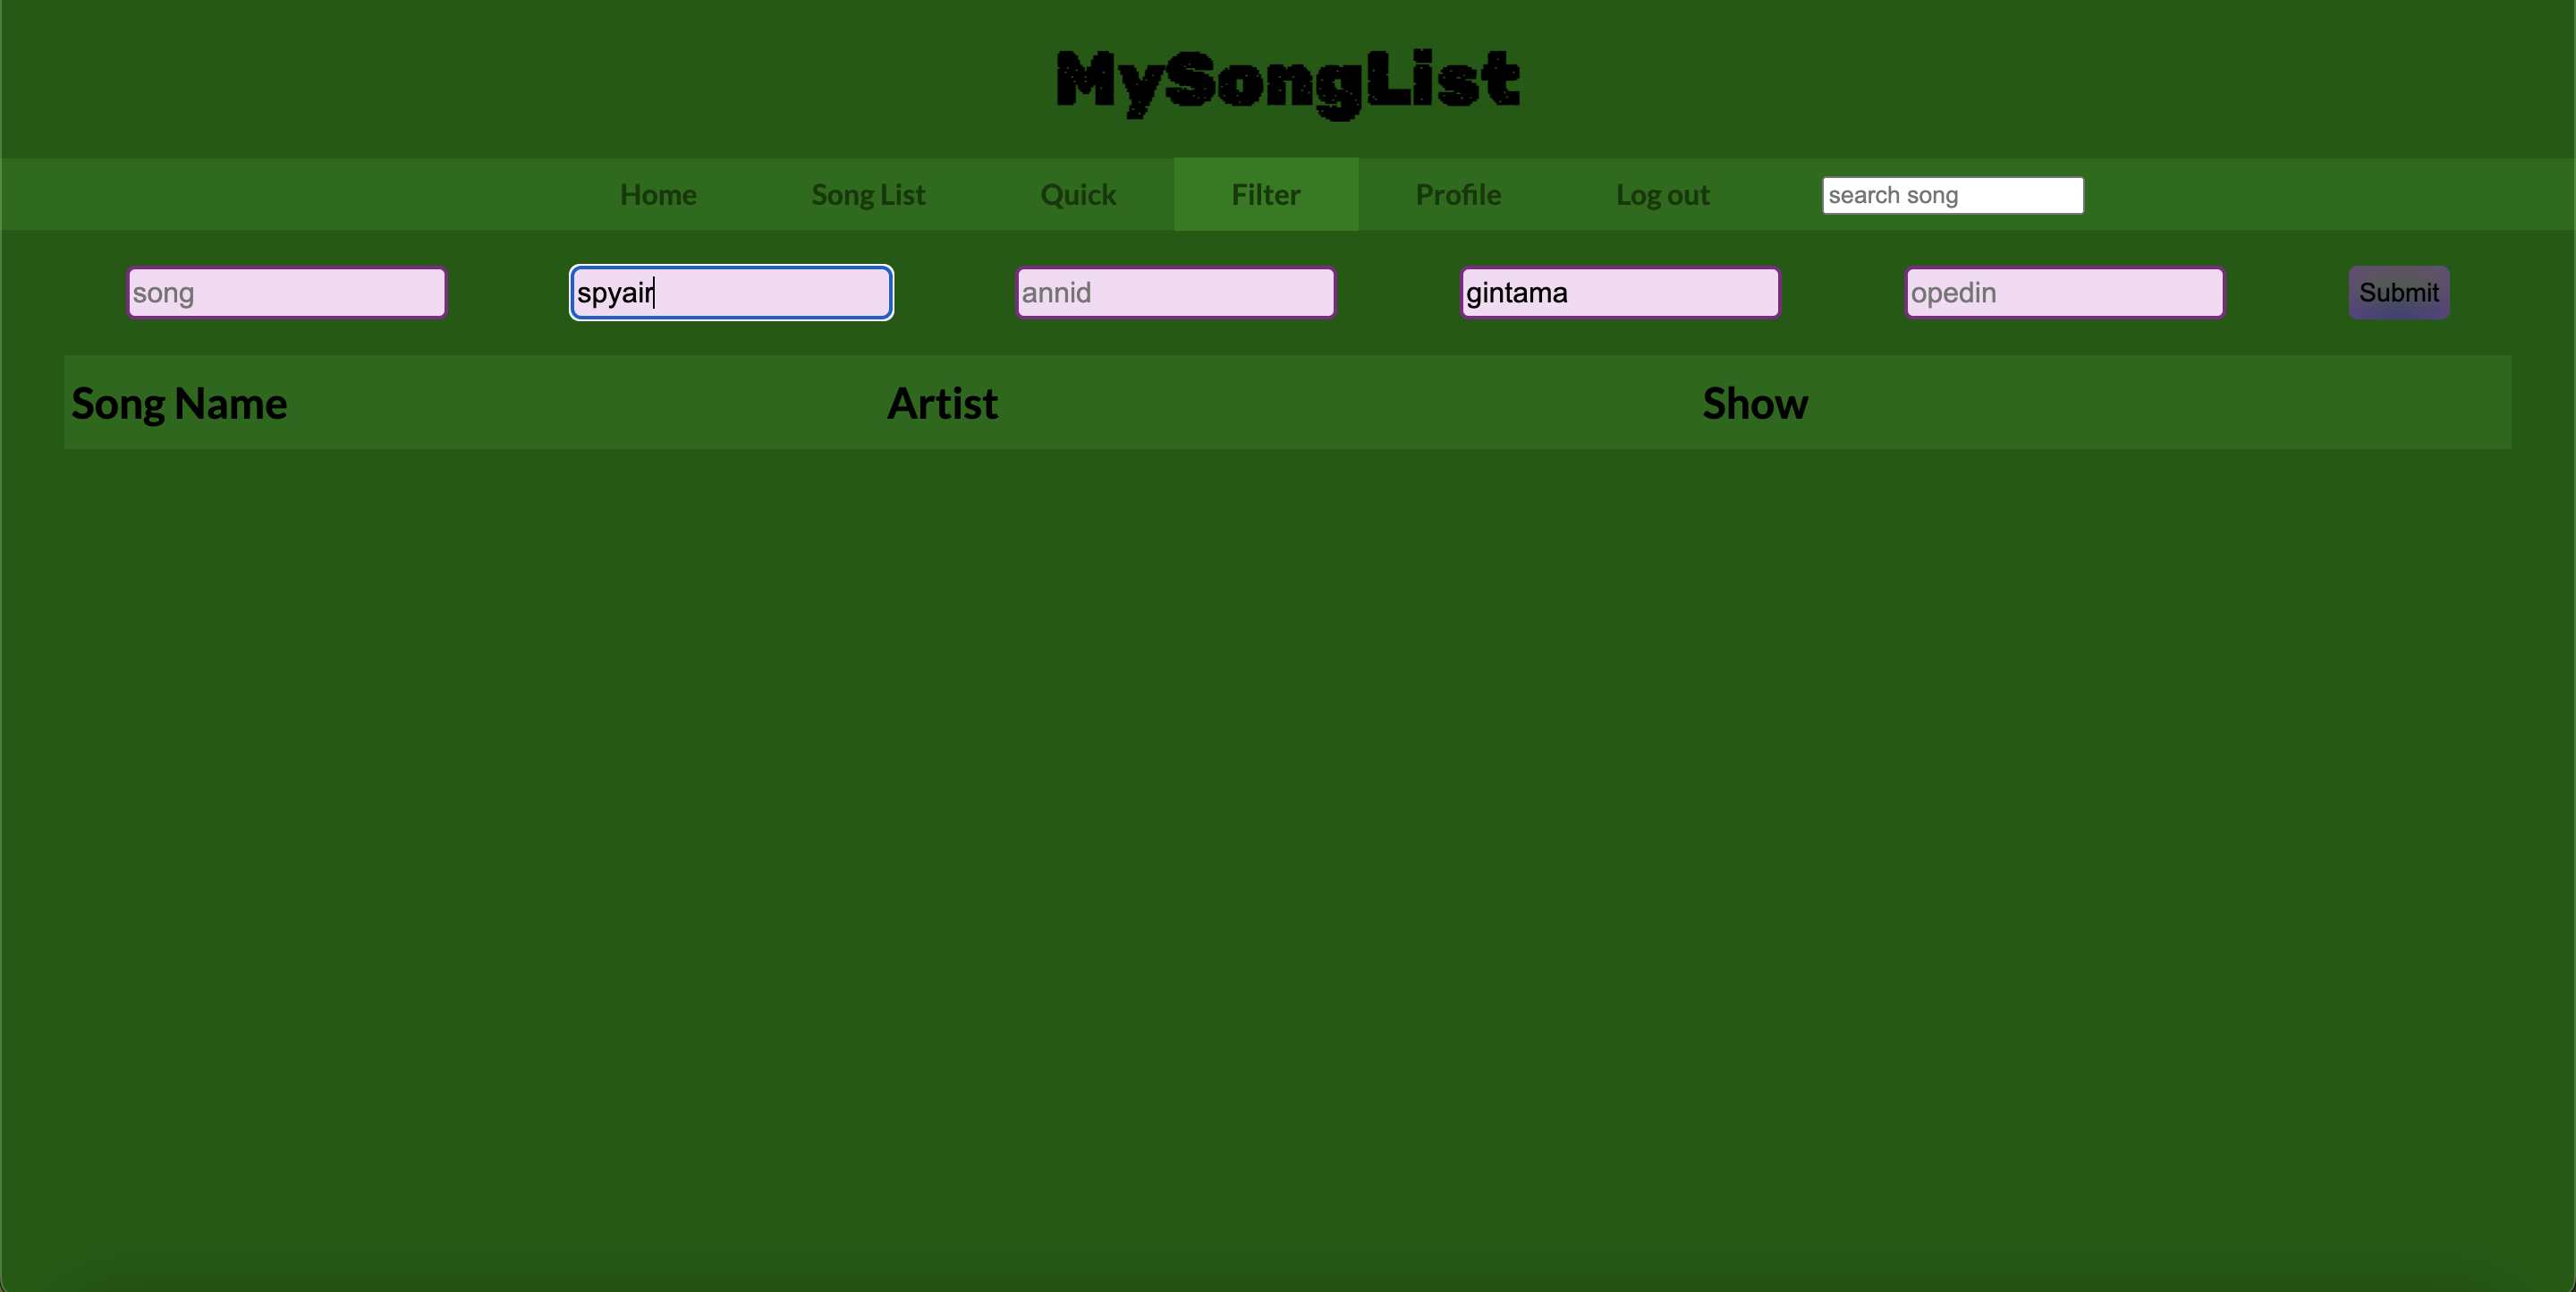 MySongList
Home Song List Quick Filter Profile Log out search song
song spyair annid gintama opedin Submit
Song Name Artist Show